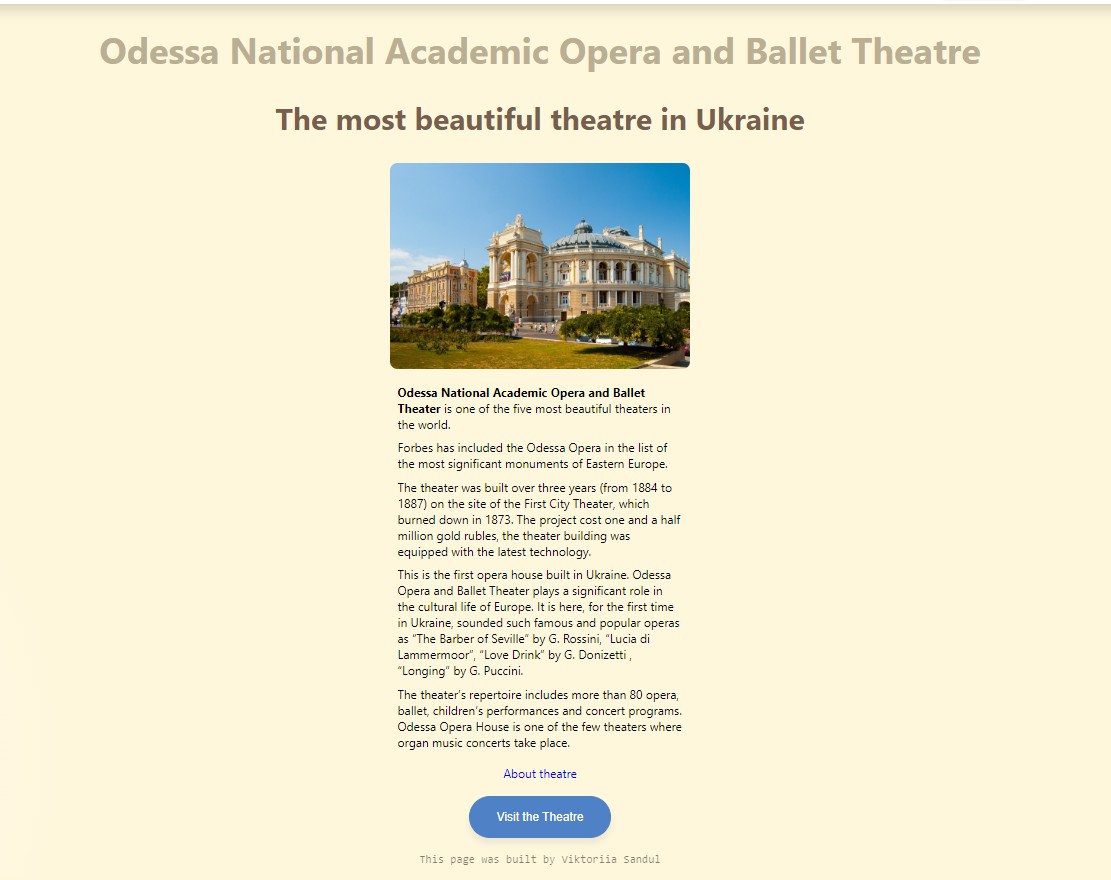 Odessa National Academic Opera and Ballet Theatre
The most beautiful theatre in Ukraine
Odessa National Academic Opera and Ballet
Theater is one of the five most beautiful theaters in
the world.
Forbes has included the Odessa Opera in the list of
the most significant monuments of Eastern Europe.
The theater was built over three years (from 1884 to
1887) on the site of the First City Theater, which
burned down in 1873. The project cost one and a half
million gold rubles, the theater building was
equipped with the latest technology.
This is the first opera house built in Ukraine. Odessa
Opera and Ballet Theater plays a significant role in
the cultural life of Europe. It is here, for the first time
in Ukraine, sounded such famous and popular operas
as “The Barber of Seville” by G. Rossini, “Lucia di
Lammermoor”, “Love Drink” by G. Donizetti ,
“Longing” by G. Puccini.
The theater’s repertoire includes more than 80 opera,
ballet, children’s performances and concert programs.
Odessa Opera House is one of the few theaters where
organ music concerts take place.
About theatre
Visit the Theatre
This page was built by Viktoriia Sandul